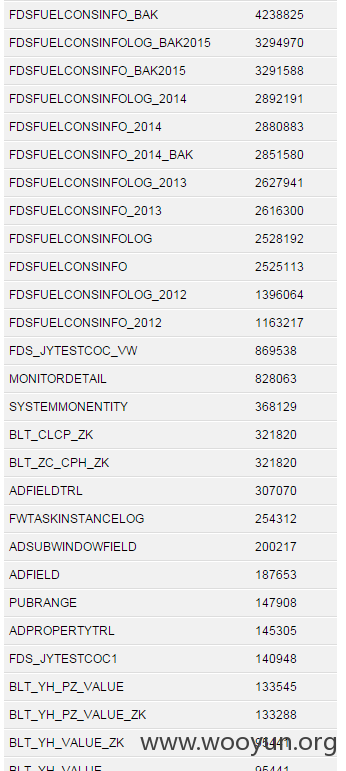 FDSFUELCONSINFO_BAK 4238825
FDSFUELCONSINFOLOG_BAK2015 3294970
FDSFUELCONSINFO_BAK2015 3291588
FDSFUELCONSINFOLOG_2014 2892191
FDSFUELCONSINFO_2014 2880883
FDSFUELCONSINFO_2014_BAK 2851580
FDSFUELCONSINFOLOG_2013 2627941
FDSFUELCONSINFO_2013 2616300
FDSFUELCONSINFOLOG 2528192
FDSFUELCONSINFO 2525113
FDSFUELCONSINFOLOG_2012 1396064
FDSFUELCONSINFO_2012 1163217
FDS_JYTESTCOC_VW 869538
MONITORDETAIL 828063
SYSTEMMONENTITY 368129
BLT_CLCP_ZK 321820
BLT_ZC_CPH_ZK 321820
ADFIELDTRL 307070
FWTASKINSTANCELOG 254312
ADSUBWINDOWFIELD 200217
ADFIELD 187653
PUBRANGE 147908
ADPROPERTYTRL 145305
FDS_JYTESTCOC1 140948
BLT_YH_PZ_VALUE 133545
BLT_YH_PZ_VALUE_ZK 133288
BLT_YH_VALUE_ZK 95441
www.wooyun.org
BLT_YH_VALUE 95441